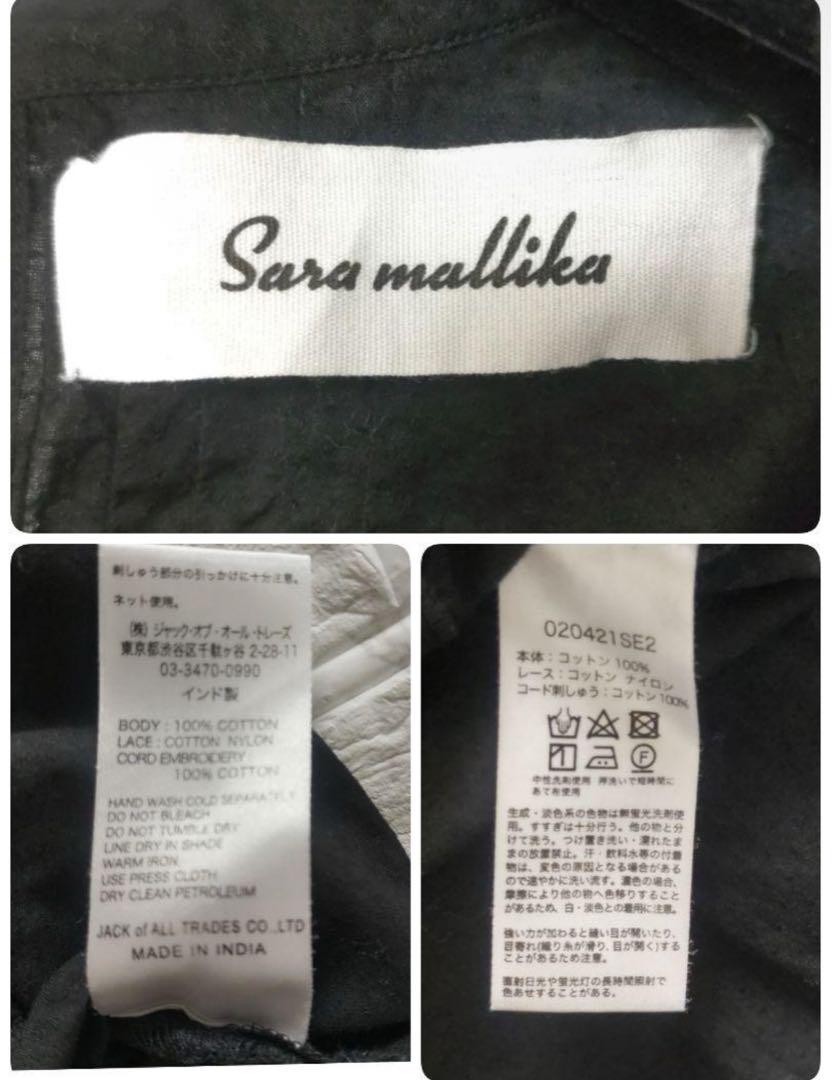 Sara mallika
刺しゅう部分の引っかけに十分注意。
ネット使用。
(株) ジャック・オブ・オール・トレーズ
東京都渋谷区千駄ヶ谷 2-28-11
03-3470-0990
インド製
BODY : 100% COTTON
LACE : COTTON NYLON
CORD EMBROIDERY :
100% COTTON
HAND WASH COLD SEPARATELY
DO NOT BLEACH
DO NOT TUMBLE DRY
LINE DRY IN SHADE
WARM IRON
USE PRESS CLOTH
DRY CLEAN PETROLEUM
JACK of ALL TRADES CO.,LTD
MADE IN INDIA
020421SE2
本体：コットン 100%
レース：コットン ナイロン
コード刺しゅう：コットン 100%
F
中性洗剤使用 押洗いで短時間に
あて布使用
生成・淡色系の色物は無蛍光洗剤使
用。すすぎは十分行う。他の物と分
けて洗う。つけ置き洗い・濡れたま
まの放置禁止。汗・飲料水等の付着
物は、変色の原因となる場合がある
ので速やかに洗い流す。濃色の場合、
摩擦により他の物へ色移りすること
があるため、白・淡色との着用に注意。
強い力が加わると縫い目が開いたり、
目寄れ(織り糸が滑り、目が開く)する
ことがあるため注意。
直射日光や蛍光灯の長時間照射で
色あせすることがある。